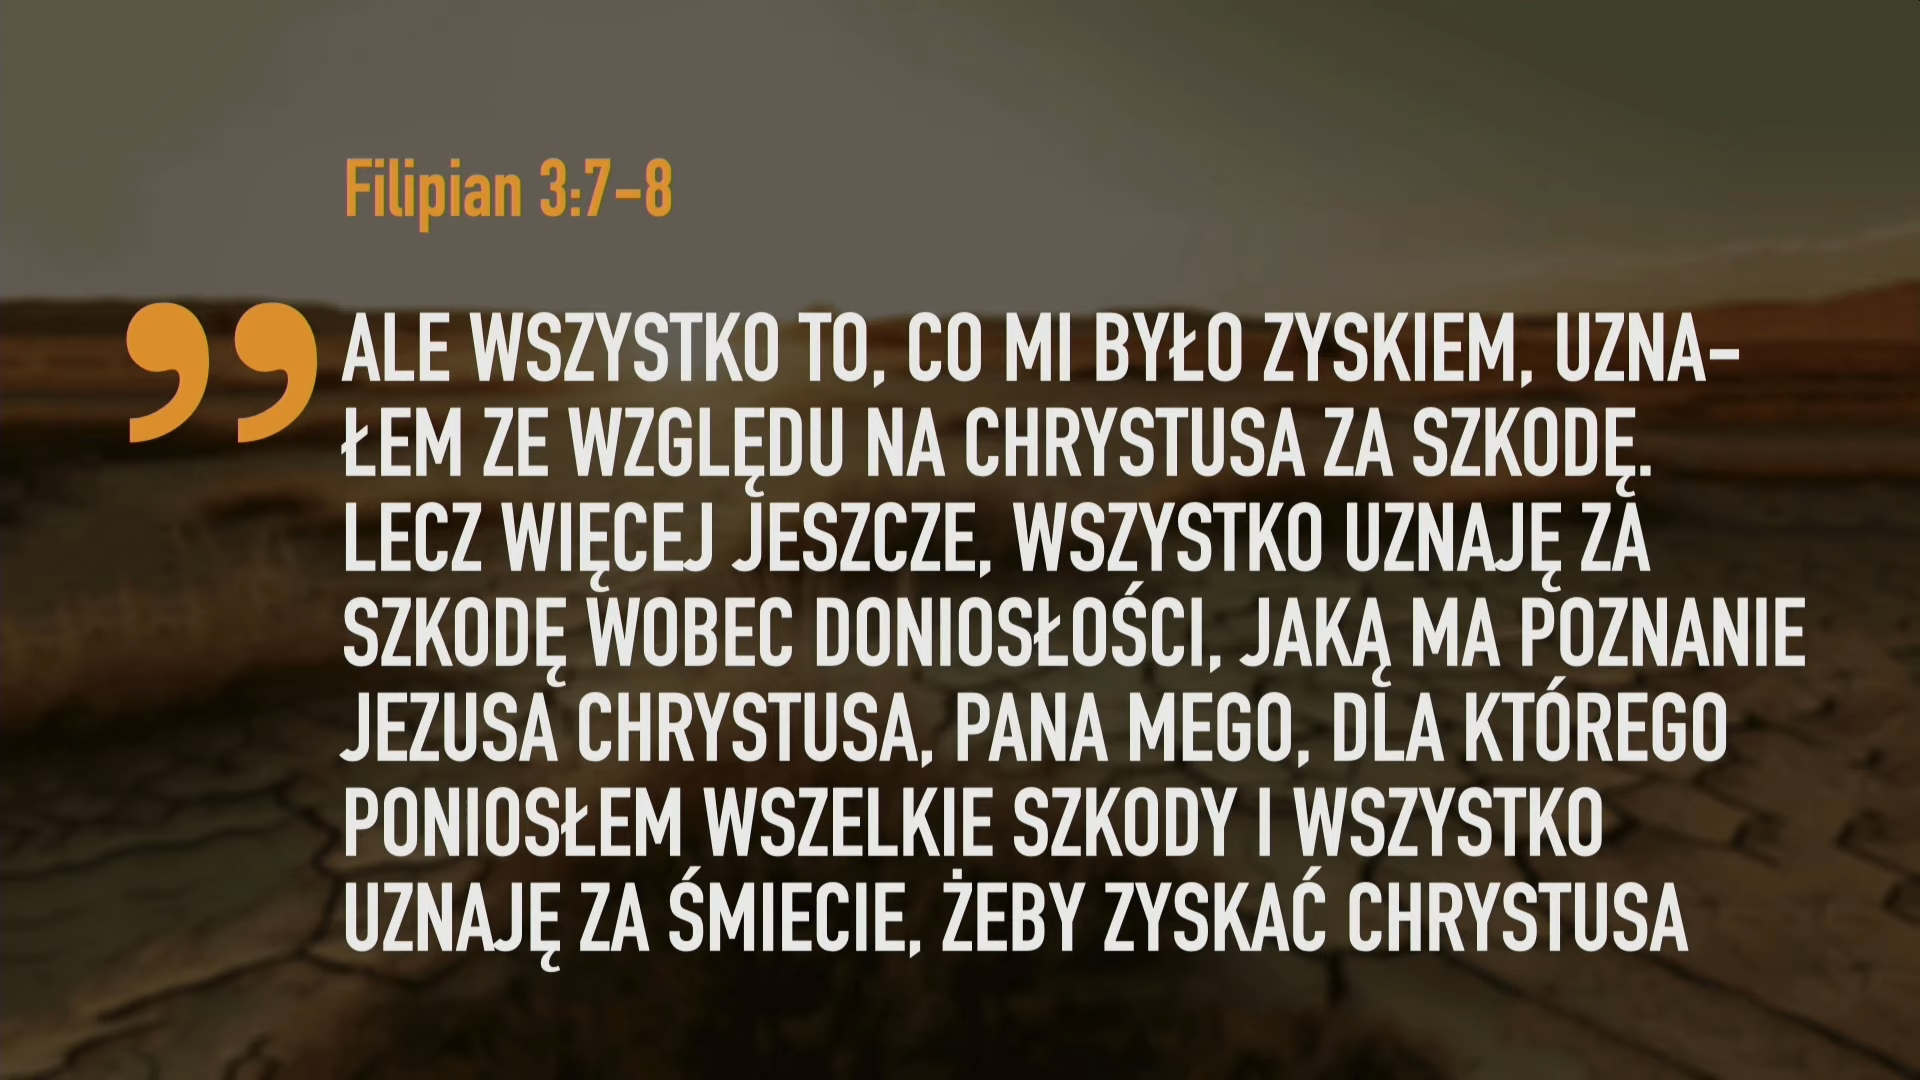 Filipian 3:7-8
” ALE WSZYSTKO TO, CO MI BYŁO ZYSKIEM, UZNA-
ŁEM ZE WZGLĘDU NA CHRYSTUSA ZA SZKODĘ.
LECZ WIĘCEJ JESZCZE, WSZYSTKO UZNAJĘ ZA
SZKODĘ WOBEC DONIOSŁOŚCI, JAKĄ MA POZNANIE
JEZUSA CHRYSTUSA, PANA MEGO, DLA KTÓREGO
PONIOSŁEM WSZELKIE SZKODY I WSZYSTKO
UZNAJĘ ZA ŚMIECIE, ŻEBY ZYSKAĆ CHRYSTUSA